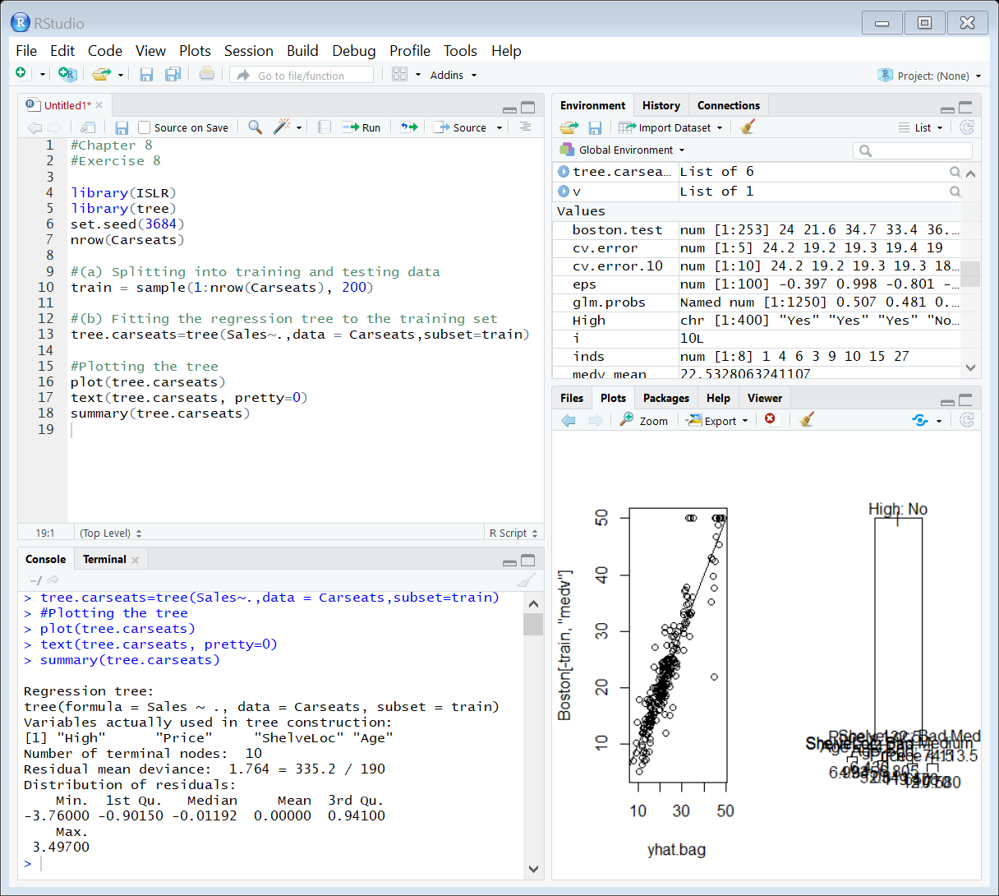 RStudio
File Edit Code View Plots Session Build Debug Profile Tools Help
Go to file/function Addins Project: (None)
Untitled1*
Source on Save Run Source
1 #Chapter 8
2 #Exercise 8
3
4 library(ISLR)
5 library(tree)
6 set.seed(3684)
7 nrow(Carseats)
8
9 #(a) Splitting into training and testing data
10 train = sample(1:nrow(Carseats), 200)
11
12 #(b) Fitting the regression tree to the training set
13 tree.carseats=tree(Sales~.,data = Carseats,subset=train)
14
15 #Plotting the tree
16 plot(tree.carseats)
17 text(tree.carseats, pretty=0)
18 summary(tree.carseats)
19
19:1 (Top Level) R Script
Console Terminal
~/
> tree.carseats=tree(Sales~.,data = Carseats,subset=train)
> #Plotting the tree
> plot(tree.carseats)
> text(tree.carseats, pretty=0)
> summary(tree.carseats)
Regression tree:
tree(formula = Sales ~ ., data = Carseats, subset = train)
Variables actually used in tree construction:
[1] "High" "Price" "ShelveLoc" "Age"
Number of terminal nodes: 10
Residual mean deviance: 1.764 = 335.2 / 190
Distribution of residuals:
Min. 1st Qu. Median Mean 3rd Qu.
-3.76000 -0.90150 -0.01192 0.00000 0.94100
Max.
3.49700
>
Environment History Connections
Import Dataset List
Global Environment
tree.carsea… List of 6
v List of 1
Values
boston.test num [1:253] 24 21.6 34.7 33.4 36.…
cv.error num [1:5] 24.2 19.2 19.3 19.4 19
cv.error.10 num [1:10] 24.2 19.2 19.3 19.3 18…
eps num [1:100] -0.397 0.998 -0.801 -…
glm.probs Named num [1:1250] 0.507 0.481 0.…
High chr [1:400] "Yes" "Yes" "Yes" "No…
i 10L
inds num [1:8] 1 4 6 3 9 10 15 27
medv mean 22.5328063241107
Files Plots Packages Help Viewer
Zoom Export
Boston[-train, "medv"]
50
40
30
20
10
10 30 50
yhat.bag
High: No